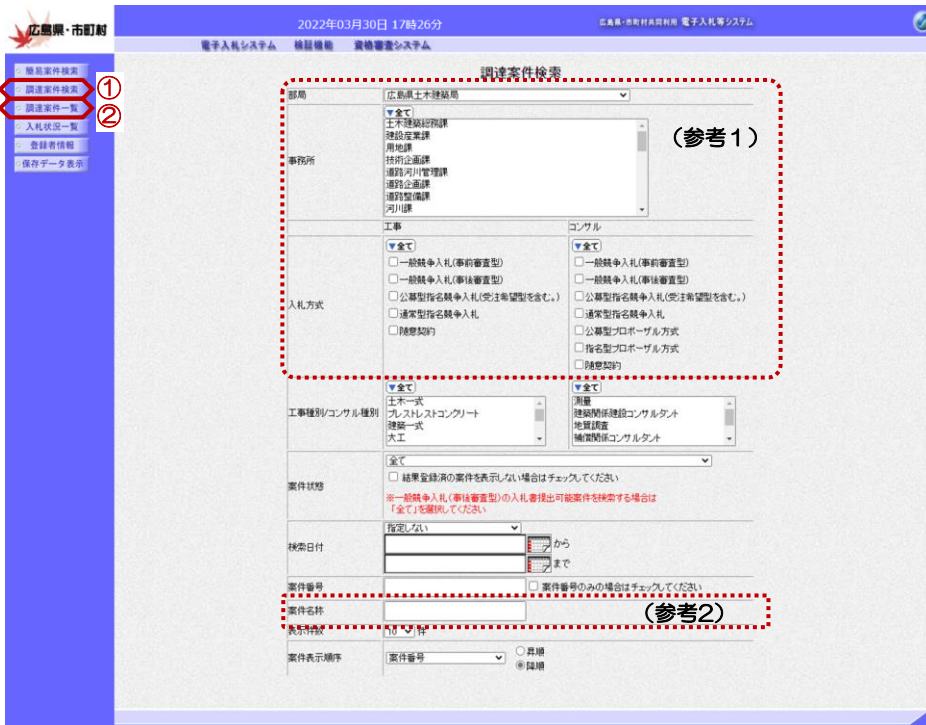 広島県・市町村
2022年03月30日 17時26分
広島県・市町村共同利用 電子入札等システム
電子入札システム 検証機能 資格審査システム
簡易案件検索
調達案件検索
①
調達案件一覧
②
入札状況一覧
登録者情報
保存データ表示
調達案件検索
部局
広島県土木建築局
事務所
▼全て
土木建築総務課
建設産業課
用地課
技術企画課
道路河川管理課
道路企画課
道路整備課
河川課
(参考1)
工事 コンサル
入札方式
▼全て
一般競争入札(事前審査型)
一般競争入札(事後審査型)
公募型指名競争入札(受注希望型を含む。)
通常型指名競争入札
随意契約
▼全て
一般競争入札(事前審査型)
一般競争入札(事後審査型)
公募型指名競争入札(受注希望型を含む。)
通常型指名競争入札
公募型プロポーザル方式
指名型プロポーザル方式
随意契約
工事種別/コンサル種別
▼全て
土木一式
プレストレストコンクリート
建築一式
大工
▼全て
測量
建築関係建設コンサルタント
地質調査
補償関係コンサルタント
案件状態
全て
結果登録済の案件を表示しない場合はチェックしてください
※一般競争入札(事後審査型)の入札書提出可能案件を検索する場合は
「全て」を選択してください
検索日付
指定しない
から
まで
案件番号
案件番号のみの場合はチェックしてください
案件名称
(参考2)
表示件数
10 件
案件表示順序
案件番号
昇順
降順